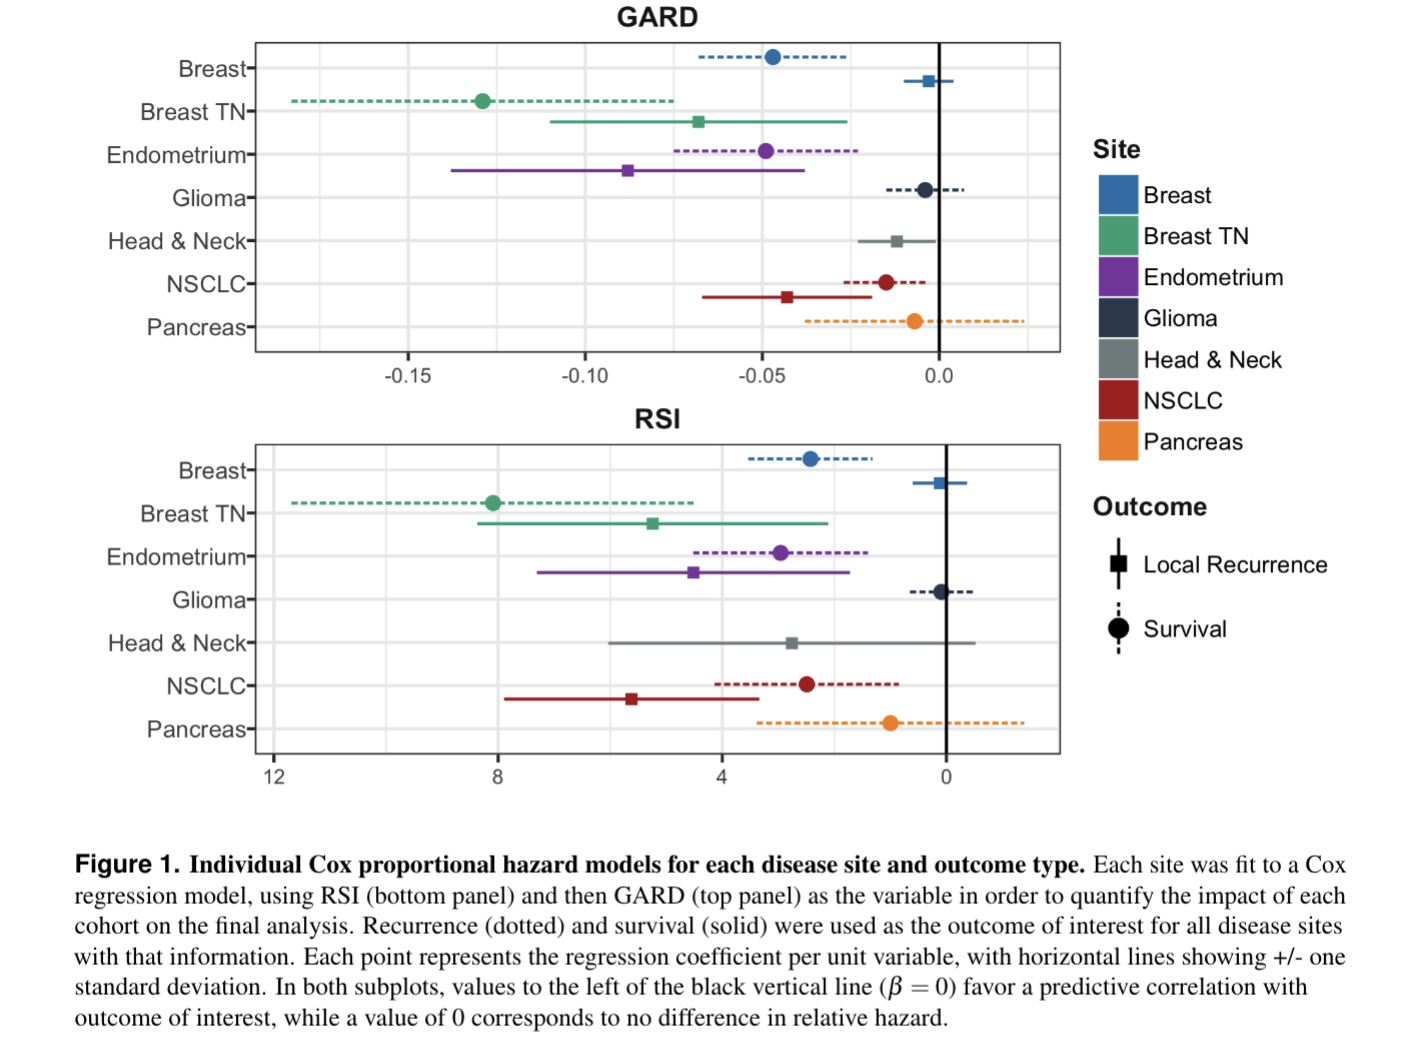 GARD
Breast
Breast TN
Endometrium
Glioma
Head & Neck
NSCLC
Pancreas
-0.15
-0.10
-0.05
0.0
RSI
Breast
Breast TN
Endometrium
Glioma
Head & Neck
NSCLC
Pancreas
12
8
4
0
Site
Breast
Breast TN
Endometrium
Glioma
Head & Neck
NSCLC
Pancreas
Outcome
Local Recurrence
Survival
Figure 1. Individual Cox proportional hazard models for each disease site and outcome type. Each site was fit to a Cox
regression model, using RSI (bottom panel) and then GARD (top panel) as the variable in order to quantify the impact of each
cohort on the final analysis. Recurrence (dotted) and survival (solid) were used as the outcome of interest for all disease sites
with that information. Each point represents the regression coefficient per unit variable, with horizontal lines showing +/- one
standard deviation. In both subplots, values to the left of the black vertical line (β = 0) favor a predictive correlation with
outcome of interest, while a value of 0 corresponds to no difference in relative hazard.